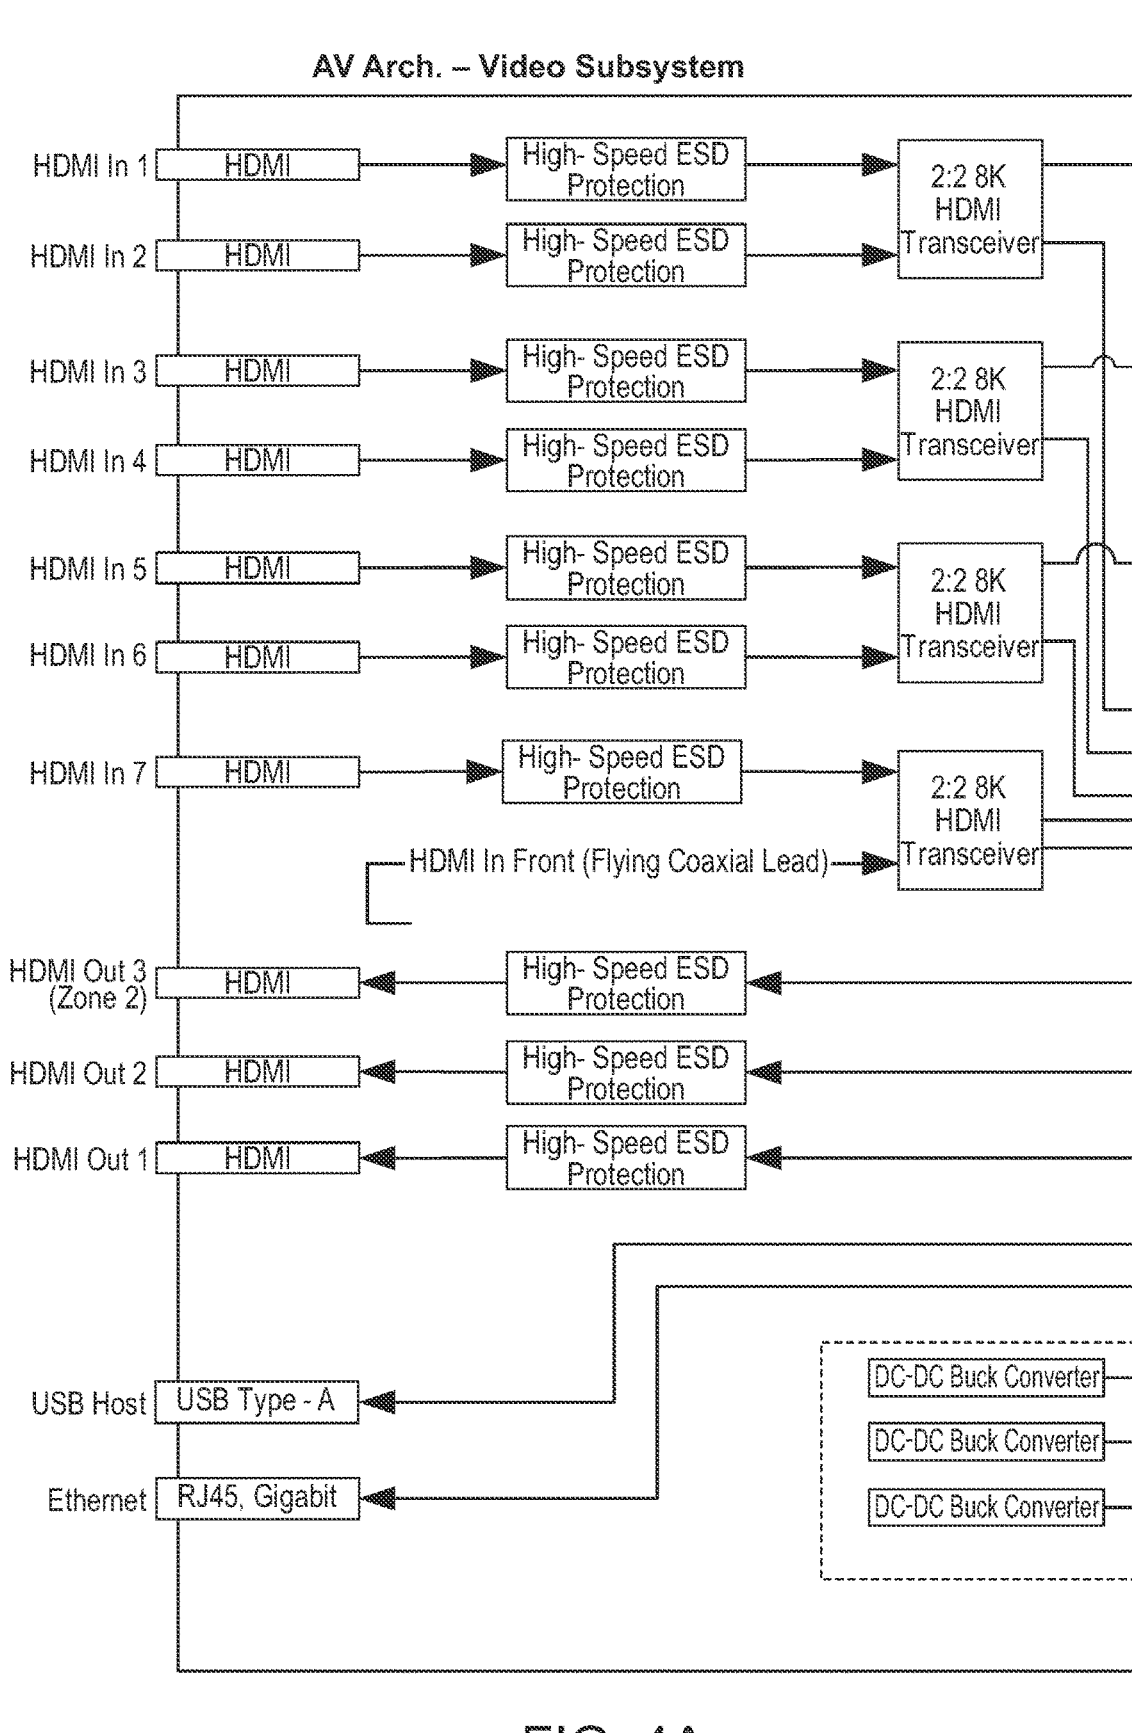 AV Arch. – Video Subsystem
HDMI In 1
HDMI
High- Speed ESD
Protection
2:2 8K
HDMI
Transceiver
HDMI In 2
HDMI
High- Speed ESD
Protection
HDMI In 3
HDMI
High- Speed ESD
Protection
2:2 8K
HDMI
Transceiver
HDMI In 4
HDMI
High- Speed ESD
Protection
HDMI In 5
HDMI
High- Speed ESD
Protection
2:2 8K
HDMI
Transceiver
HDMI In 6
HDMI
High- Speed ESD
Protection
HDMI In 7
HDMI
High- Speed ESD
Protection
2:2 8K
HDMI
Transceiver
HDMI In Front (Flying Coaxial Lead)
HDMI Out 3
(Zone 2)
HDMI
High- Speed ESD
Protection
HDMI Out 2
HDMI
High- Speed ESD
Protection
HDMI Out 1
HDMI
High- Speed ESD
Protection
DC-DC Buck Converter
USB Host
USB Type - A
DC-DC Buck Converter
Ethernet
RJ45, Gigabit
DC-DC Buck Converter
FIG. 4A